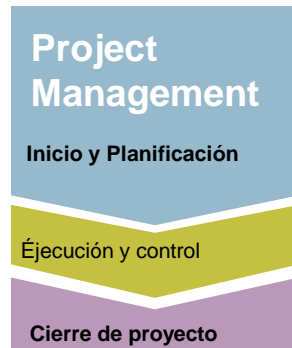 Project
Management
Inicio y Planificación
Éjecución y control
Cierre de proyecto